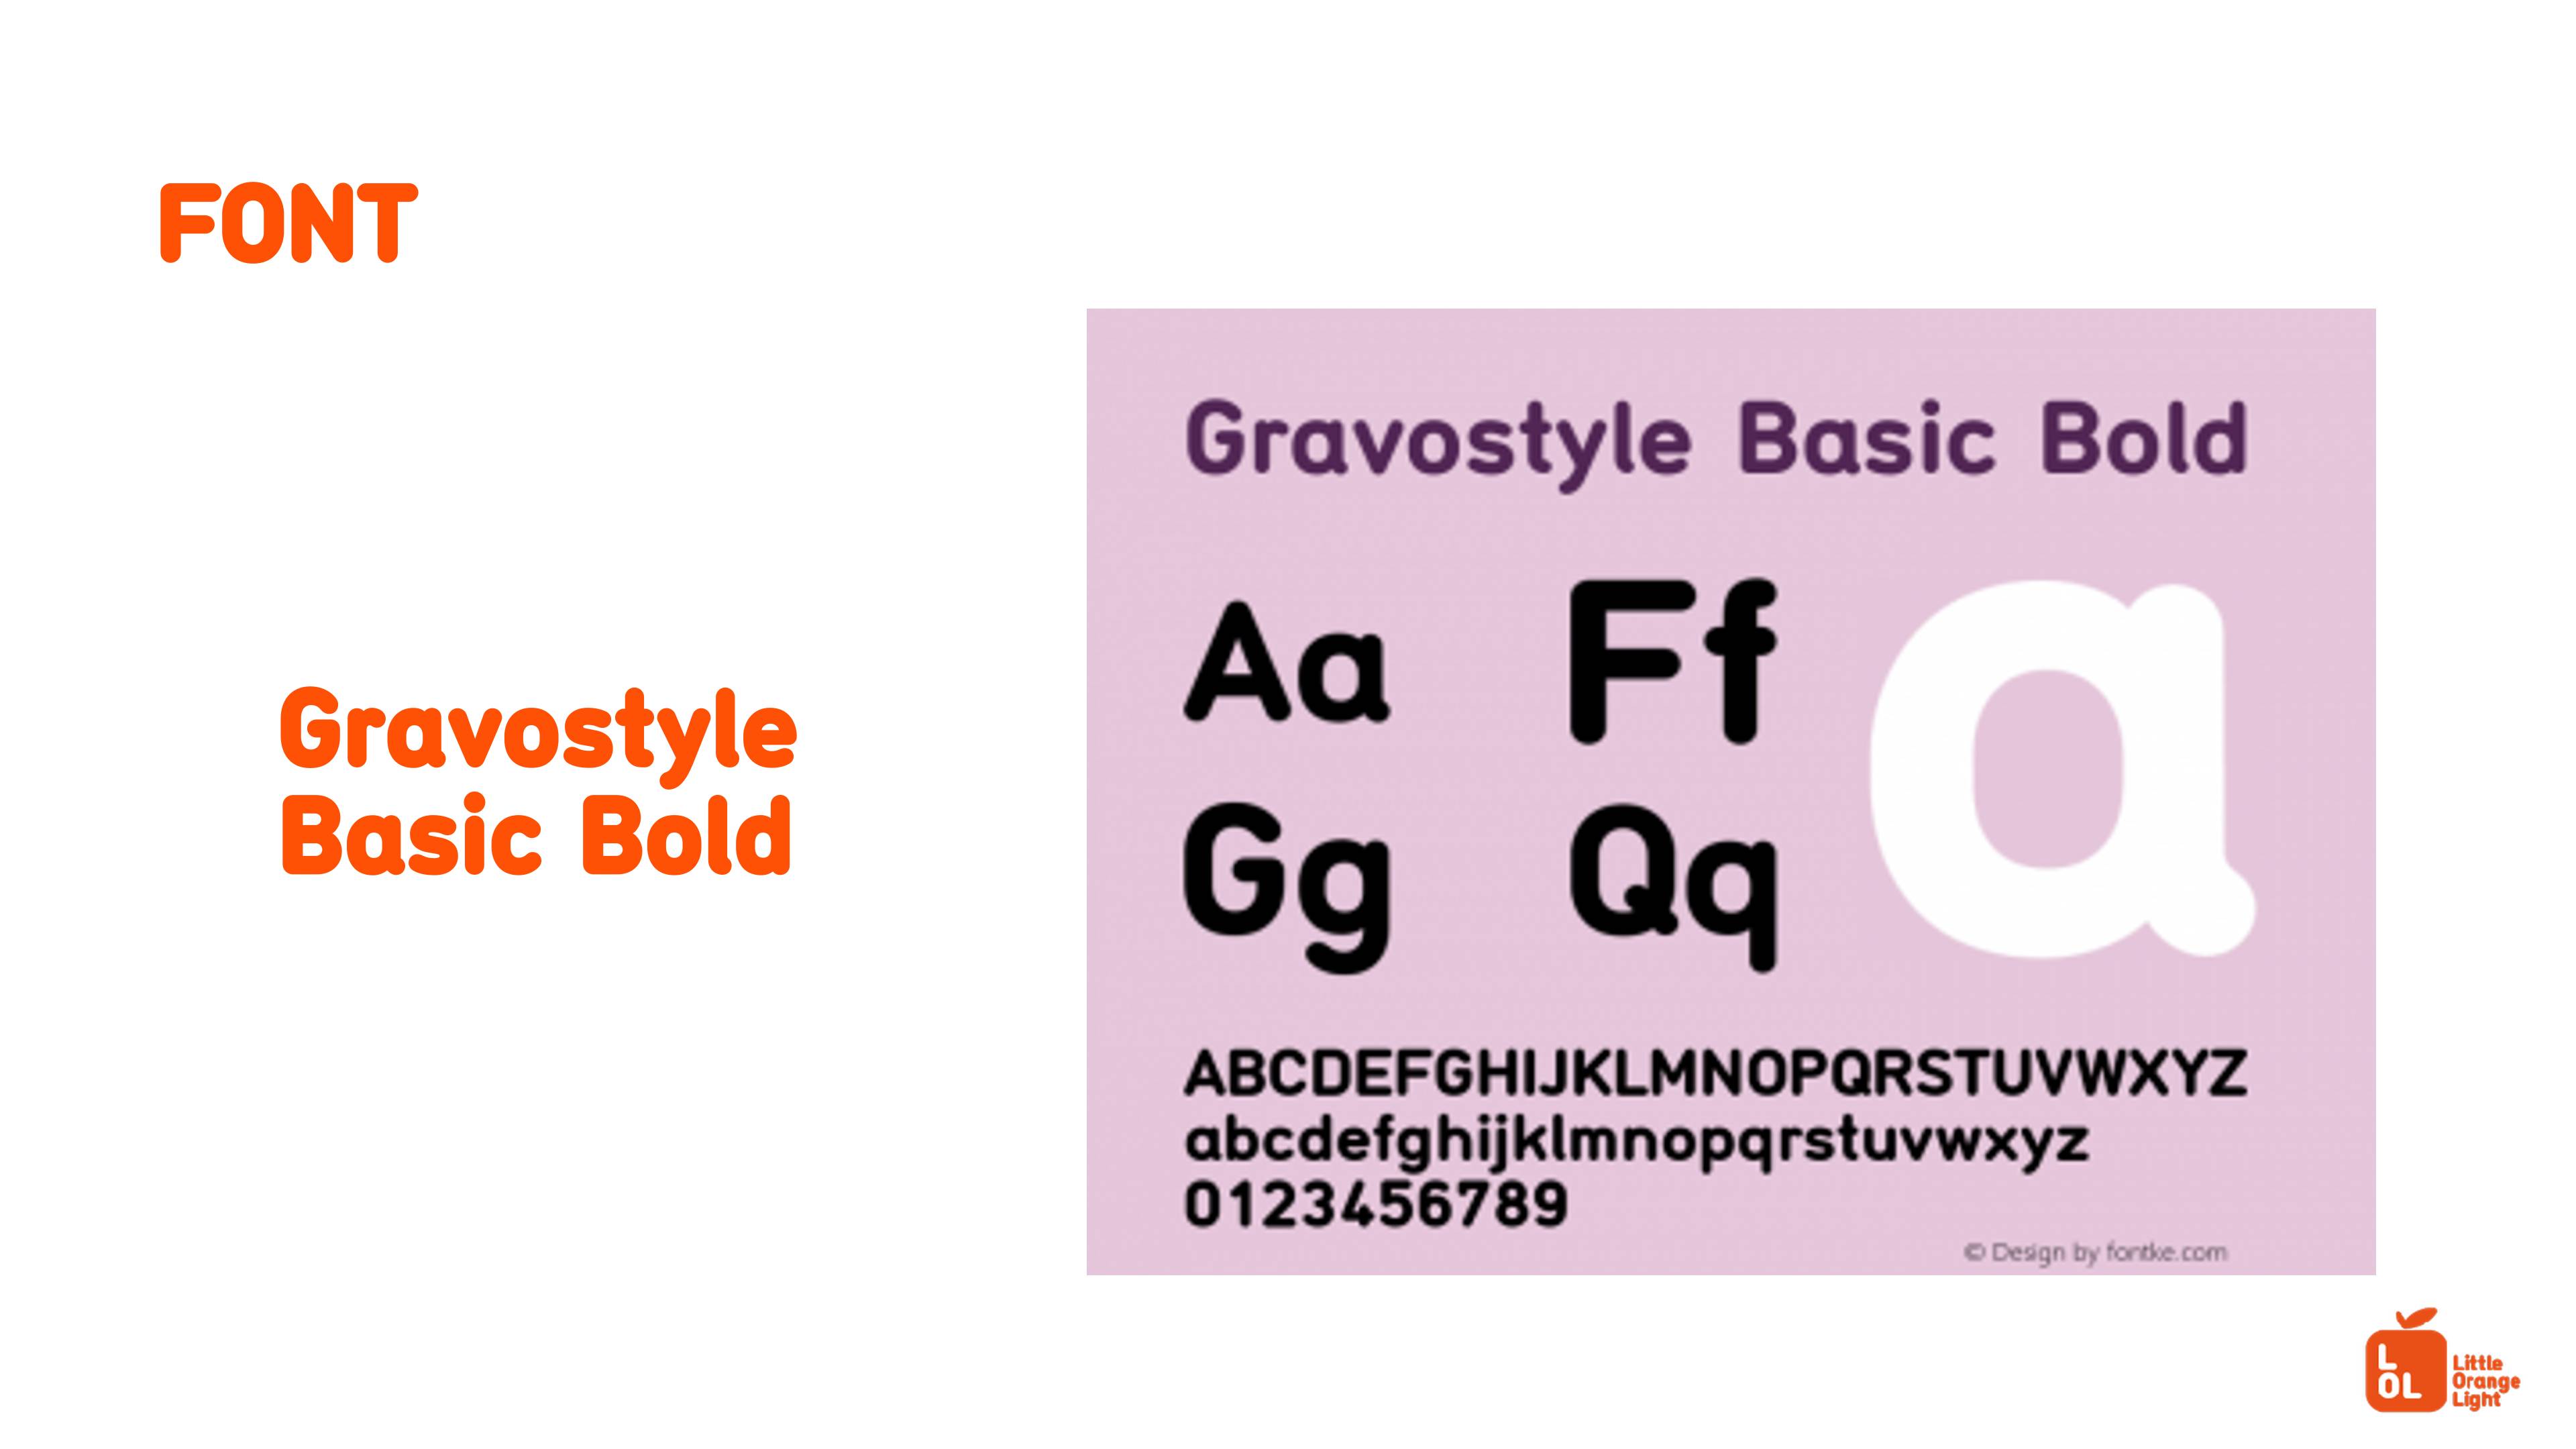 FONT
Gravostyle
Basic Bold
Gravostyle Basic Bold
Aa
Ff
a
Gg
Qq
ABCDEFGHIJKLMNOPQRSTUVWXYZ
abcdefghijklmnopqrstuvwxyz
0123456789
© Design by fontke.com
L
OL
Little
Orange
Light